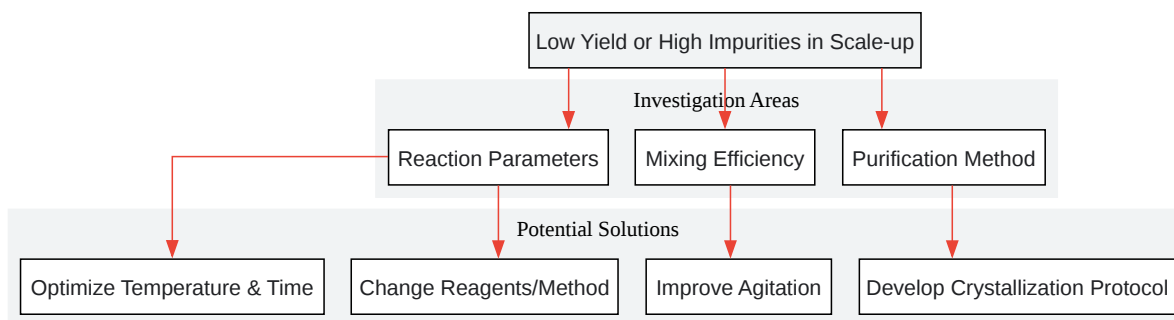 Low Yield or High Impurities in Scale-up
Investigation Areas
Reaction Parameters
Mixing Efficiency
Purification Method
Potential Solutions
Optimize Temperature & Time
Change Reagents/Method
Improve Agitation
Develop Crystallization Protocol